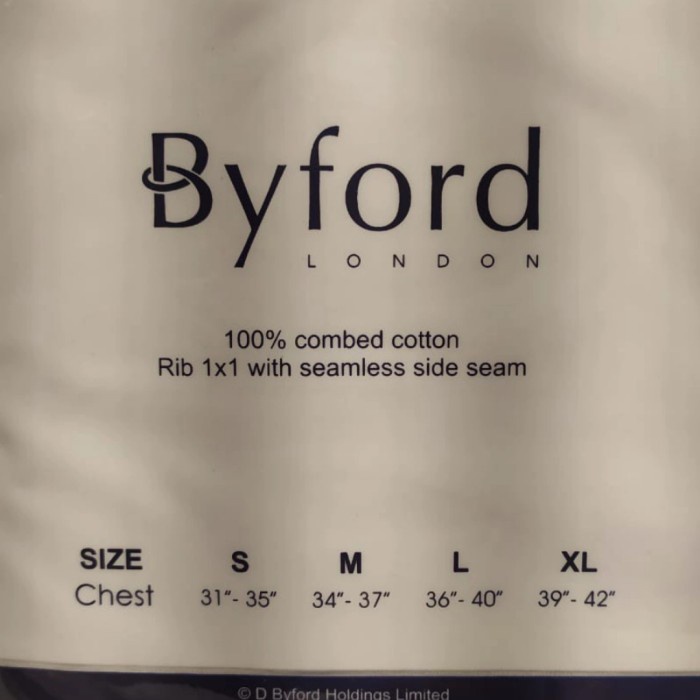 Byford
LONDON
100% combed cotton
Rib 1x1 with seamless side seam
SIZE S M L XL
Chest 31"- 35" 34"- 37" 36"- 40" 39"- 42"
© D Byford Holdings Limited